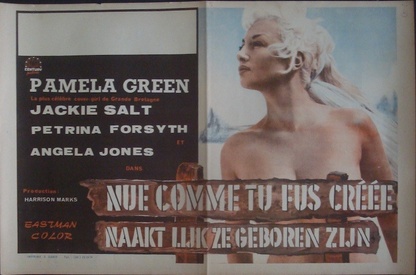 PAMELA GREEN
La plus célèbre cover girl de Grande Bretagne
JACKIE SALT
PETRINA FORSYTH
ET
ANGELA JONES
DANS
Production:
HARRISON MARKS
EASTMAN
COLOR
NUE COMME TU FUS CRÉÉE
NAAKT LIJK ZE GEBOREN ZIJN